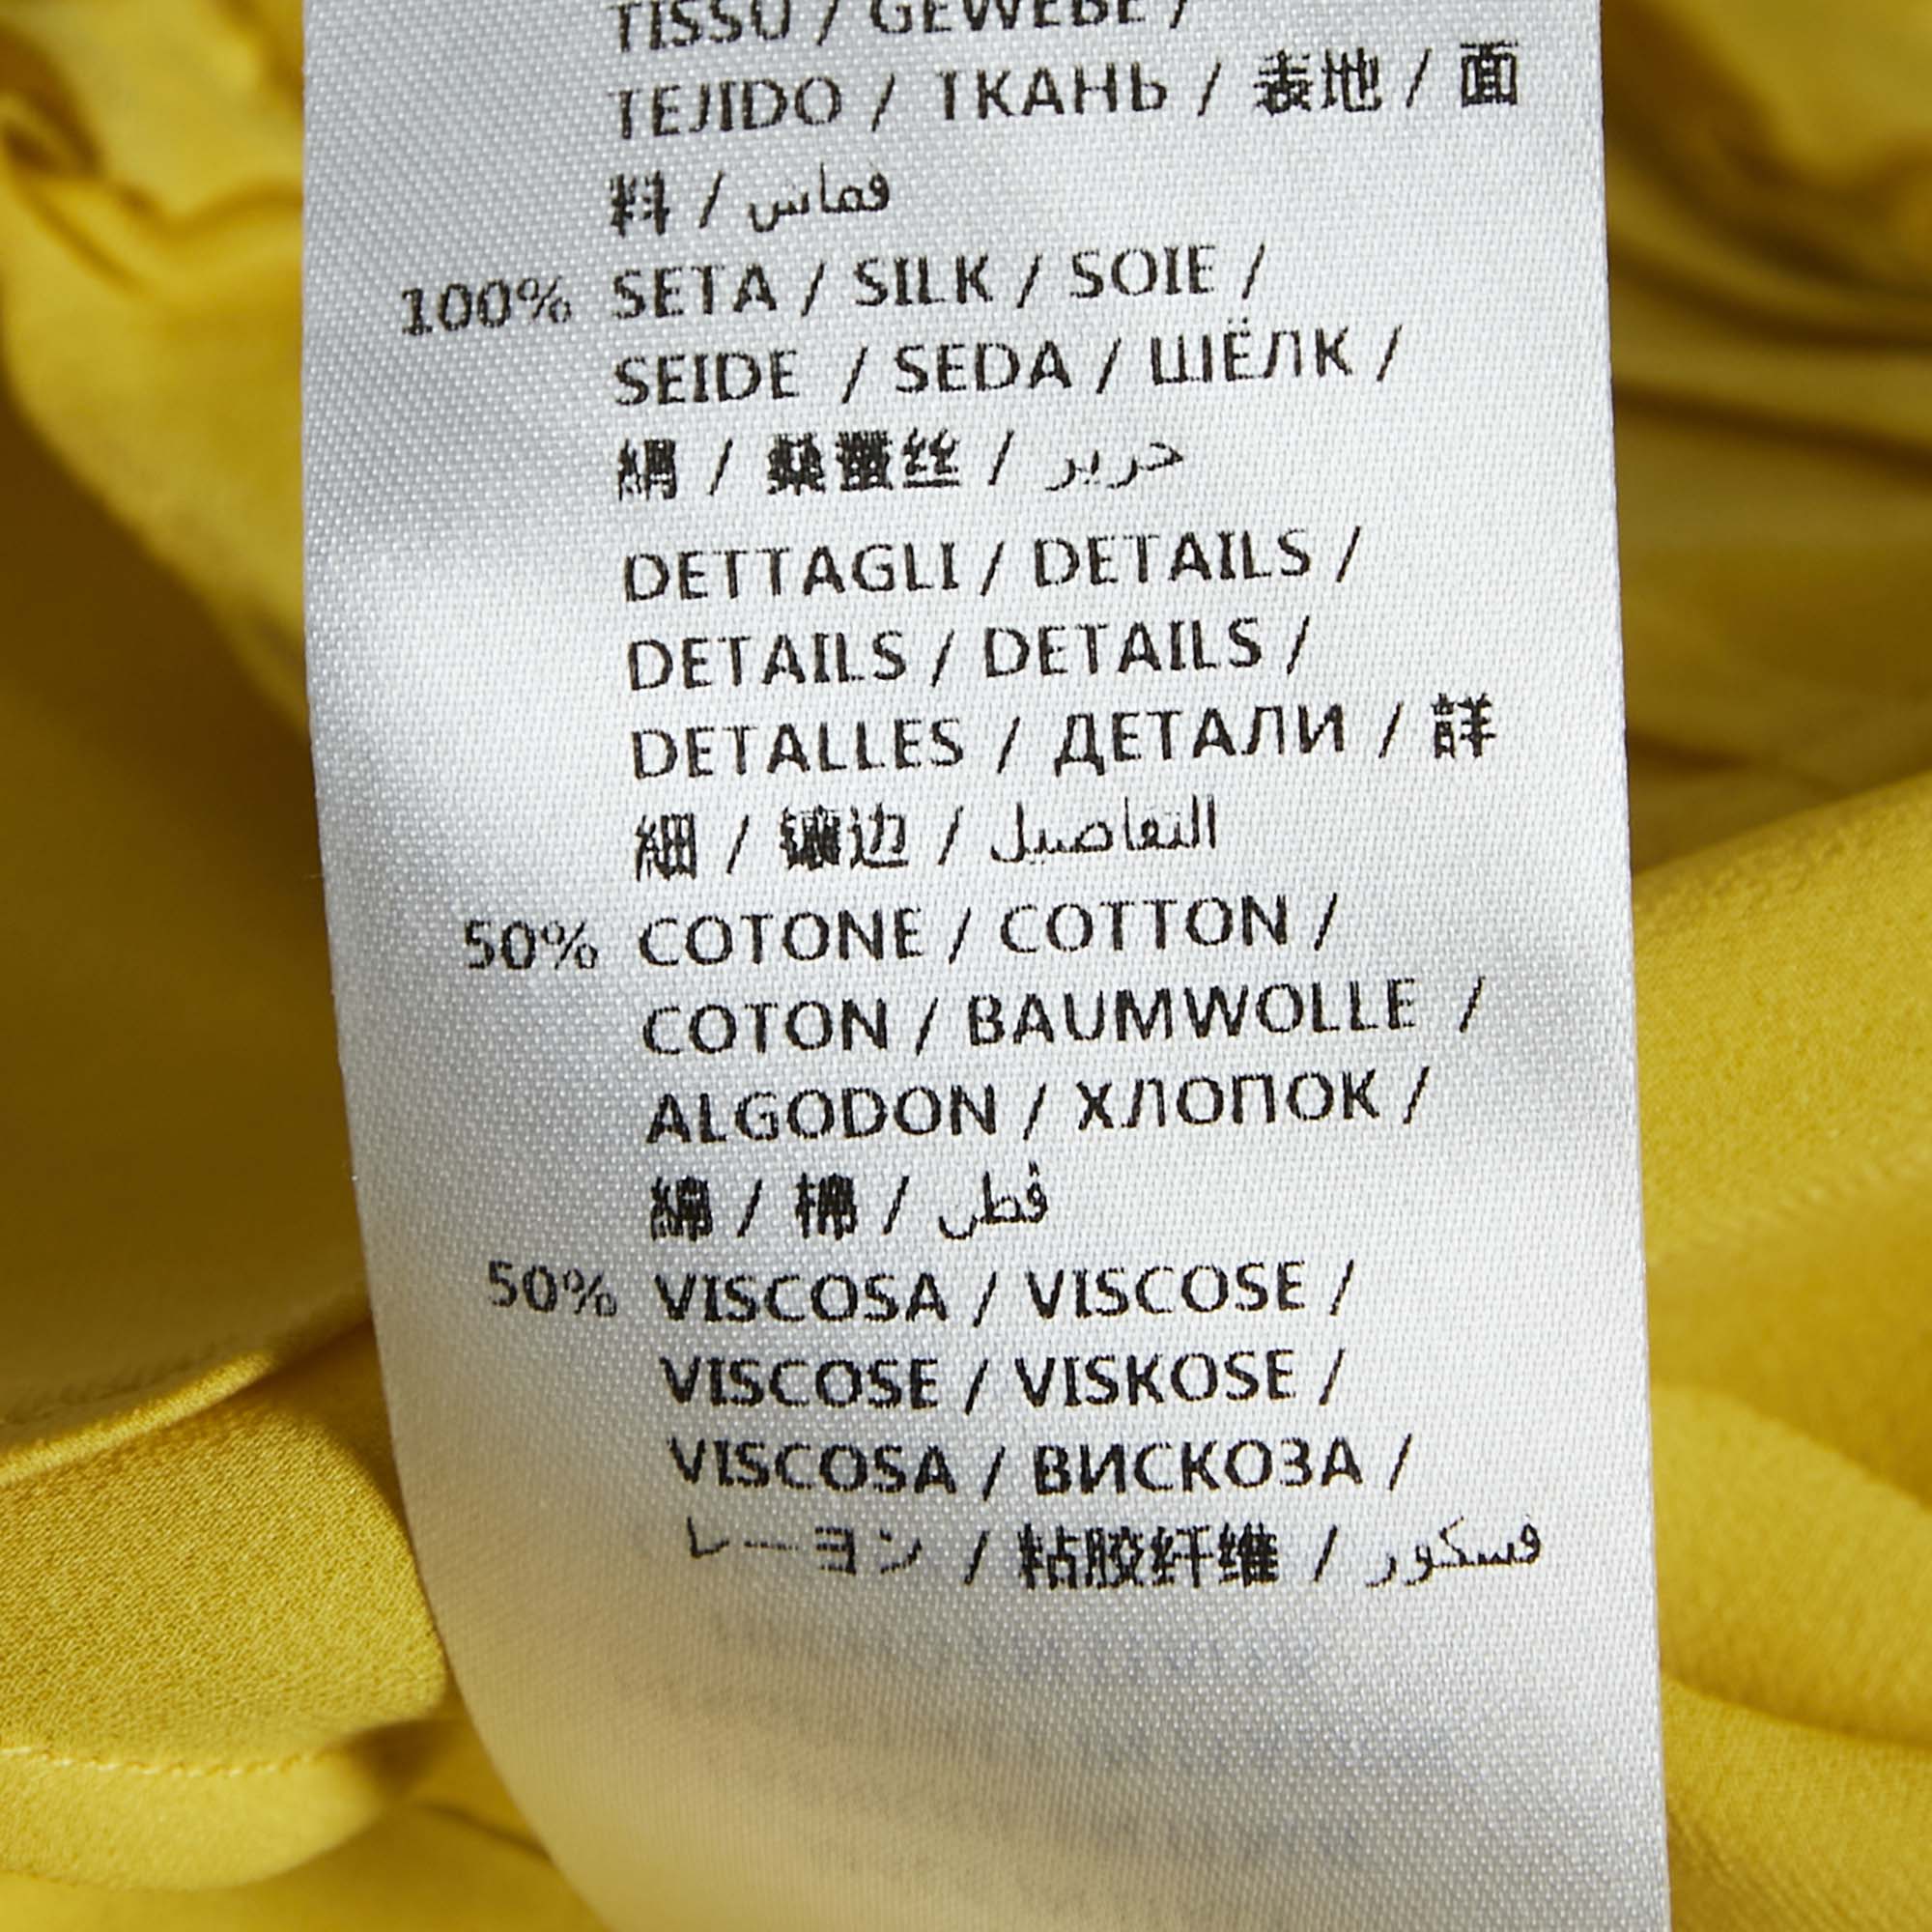 TISSU / GEWEBE /
TEJIDO / ТКАНЬ / 表地 / 面
料 / قماش
100% SETA / SILK / SOIE /
SEIDE / SEDA / ШЁЛК /
絹 / 桑蚕丝 / حرير
DETTAGLI / DETAILS /
DETAILS / DETAILS /
DETALLES / ДЕТАЛИ / 詳
細 / 镶边 / التفاصيل
50% COTONE / COTTON /
COTON / BAUMWOLLE /
ALGODON / ХЛОПОК /
綿 / 棉 / قطن
50% VISCOSA / VISCOSE /
VISCOSE / VISKOSE /
VISCOSA / ВИСКОЗА /
レーヨン / 粘胶纤维 / فسكور